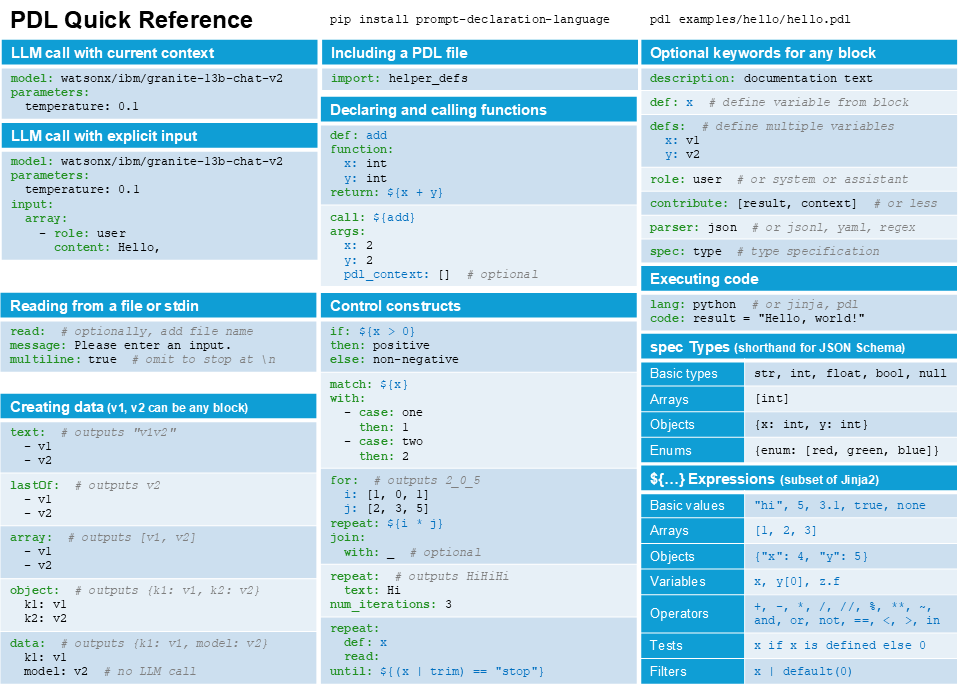 PDL Quick Reference
pip install prompt-declaration-language
pdl examples/hello/hello.pdl
LLM call with current context
model: watsonx/ibm/granite-13b-chat-v2
parameters:
  temperature: 0.1
LLM call with explicit input
model: watsonx/ibm/granite-13b-chat-v2
parameters:
  temperature: 0.1
input:
  array:
    - role: user
      content: Hello,
Reading from a file or stdin
read:  # optionally, add file name
message: Please enter an input.
multiline: true  # omit to stop at \n
Creating data (v1, v2 can be any block)
text:  # outputs "v1v2"
  - v1
  - v2
lastOf:  # outputs v2
  - v1
  - v2
array:  # outputs [v1, v2]
  - v1
  - v2
object:  # outputs {k1: v1, k2: v2}
  k1: v1
  k2: v2
data:  # outputs {k1: v1, model: v2}
  k1: v1
  model: v2  # no LLM call
Including a PDL file
import: helper_defs
Declaring and calling functions
def: add
function:
  x: int
  y: int
return: ${x + y}
call: ${add}
args:
  x: 2
  y: 2
  pdl_context: []  # optional
Control constructs
if: ${x > 0}
then: positive
else: non-negative
match: ${x}
with:
  - case: one
    then: 1
  - case: two
    then: 2
for:  # outputs 2_0_5
  i: [1, 0, 1]
  j: [2, 3, 5]
repeat: ${i * j}
join:
  with: _  # optional
repeat:  # outputs HiHiHi
  text: Hi
num_iterations: 3
repeat:
  def: x
  read:
until: ${(x | trim) == "stop"}
Optional keywords for any block
description: documentation text
def: x  # define variable from block
defs:  # define multiple variables
  x: v1
  y: v2
role: user  # or system or assistant
contribute: [result, context]  # or less
parser: json  # or jsonl, yaml, regex
spec: type  # type specification
Executing code
lang: python  # or jinja, pdl
code: result = "Hello, world!"
spec Types (shorthand for JSON Schema)
Basic types  str, int, float, bool, null
Arrays  [int]
Objects  {x: int, y: int}
Enums  {enum: [red, green, blue]}
${...} Expressions (subset of Jinja2)
Basic values  "hi", 5, 3.1, true, none
Arrays  [1, 2, 3]
Objects  {"x": 4, "y": 5}
Variables  x, y[0], z.f
Operators  +, -, *, /, //, %, **, ~,
and, or, not, ==, <, >, in
Tests  x if x is defined else 0
Filters  x | default(0)